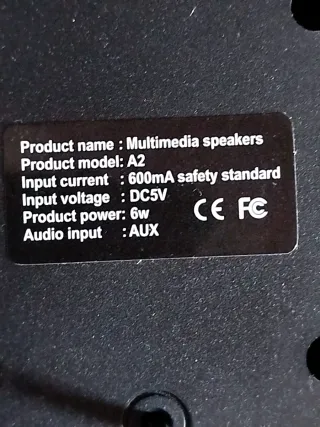 Product name : Multimedia speakers
Product model: A2
Input current : 600mA safety standard
Input voltage : DC5V
Product power: 6w
Audio input : AUX
CE FC